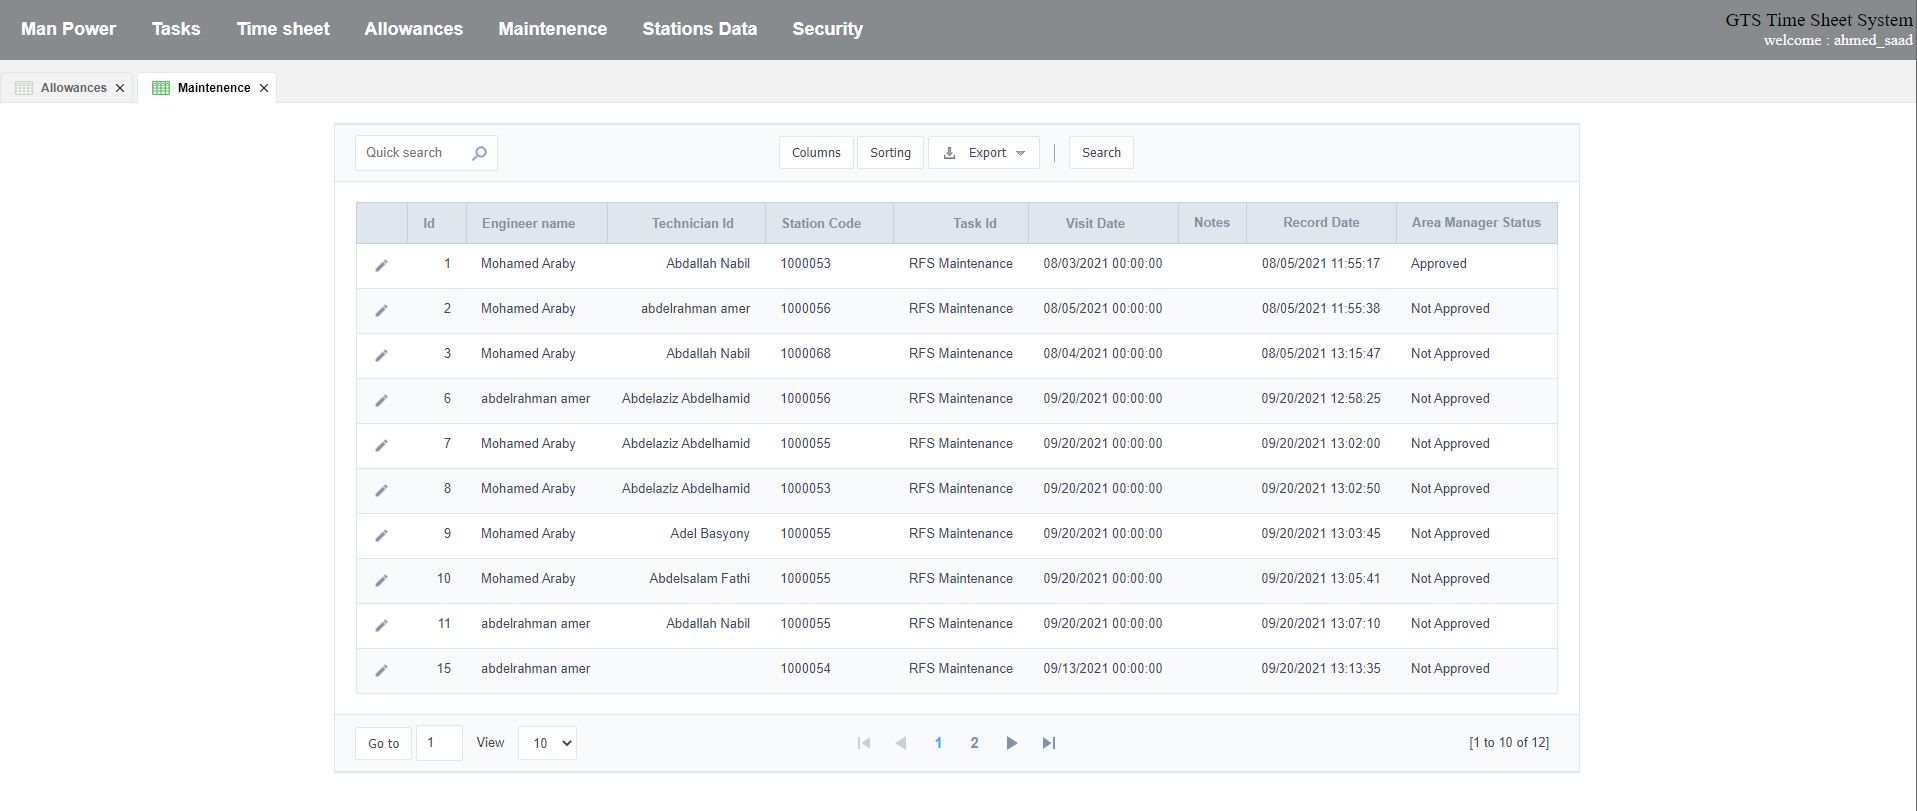 Man Power Tasks Time sheet Allowances Maintenence Stations Data Security
GTS Time Sheet System
welcome : ahmed_saad
Allowances Maintenence
Quick search Columns Sorting Export Search
Id Engineer name Technician Id Station Code Task Id Visit Date Notes Record Date Area Manager Status
1 Mohamed Araby Abdallah Nabil 1000053 RFS Maintenance 08/03/2021 00:00:00 08/05/2021 11:55:17 Approved
2 Mohamed Araby abdelrahman amer 1000056 RFS Maintenance 08/05/2021 00:00:00 08/05/2021 11:55:38 Not Approved
3 Mohamed Araby Abdallah Nabil 1000068 RFS Maintenance 08/04/2021 00:00:00 08/05/2021 13:15:47 Not Approved
6 abdelrahman amer Abdelaziz Abdelhamid 1000056 RFS Maintenance 09/20/2021 00:00:00 09/20/2021 12:58:25 Not Approved
7 Mohamed Araby Abdelaziz Abdelhamid 1000055 RFS Maintenance 09/20/2021 00:00:00 09/20/2021 13:02:00 Not Approved
8 Mohamed Araby Abdelaziz Abdelhamid 1000053 RFS Maintenance 09/20/2021 00:00:00 09/20/2021 13:02:50 Not Approved
9 Mohamed Araby Adel Basyony 1000055 RFS Maintenance 09/20/2021 00:00:00 09/20/2021 13:03:45 Not Approved
10 Mohamed Araby Abdelsalam Fathi 1000055 RFS Maintenance 09/20/2021 00:00:00 09/20/2021 13:05:41 Not Approved
11 abdelrahman amer Abdallah Nabil 1000055 RFS Maintenance 09/20/2021 00:00:00 09/20/2021 13:07:10 Not Approved
15 abdelrahman amer 1000054 RFS Maintenance 09/13/2021 00:00:00 09/20/2021 13:13:35 Not Approved
Go to 1 View 10 1 2 [1 to 10 of 12]